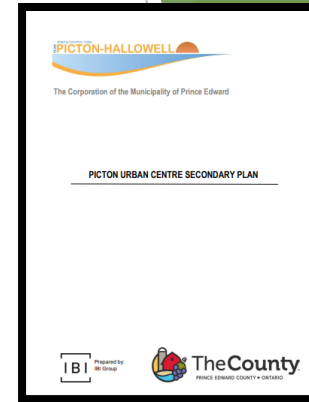 PICTON-HALLOWELL
The Corporation of the Municipality of Prince Edward
PICTON URBAN CENTRE SECONDARY PLAN
IBI
Prepared by:
IBI Group
TheCounty
PRINCE EDWARD COUNTY • ONTARIO